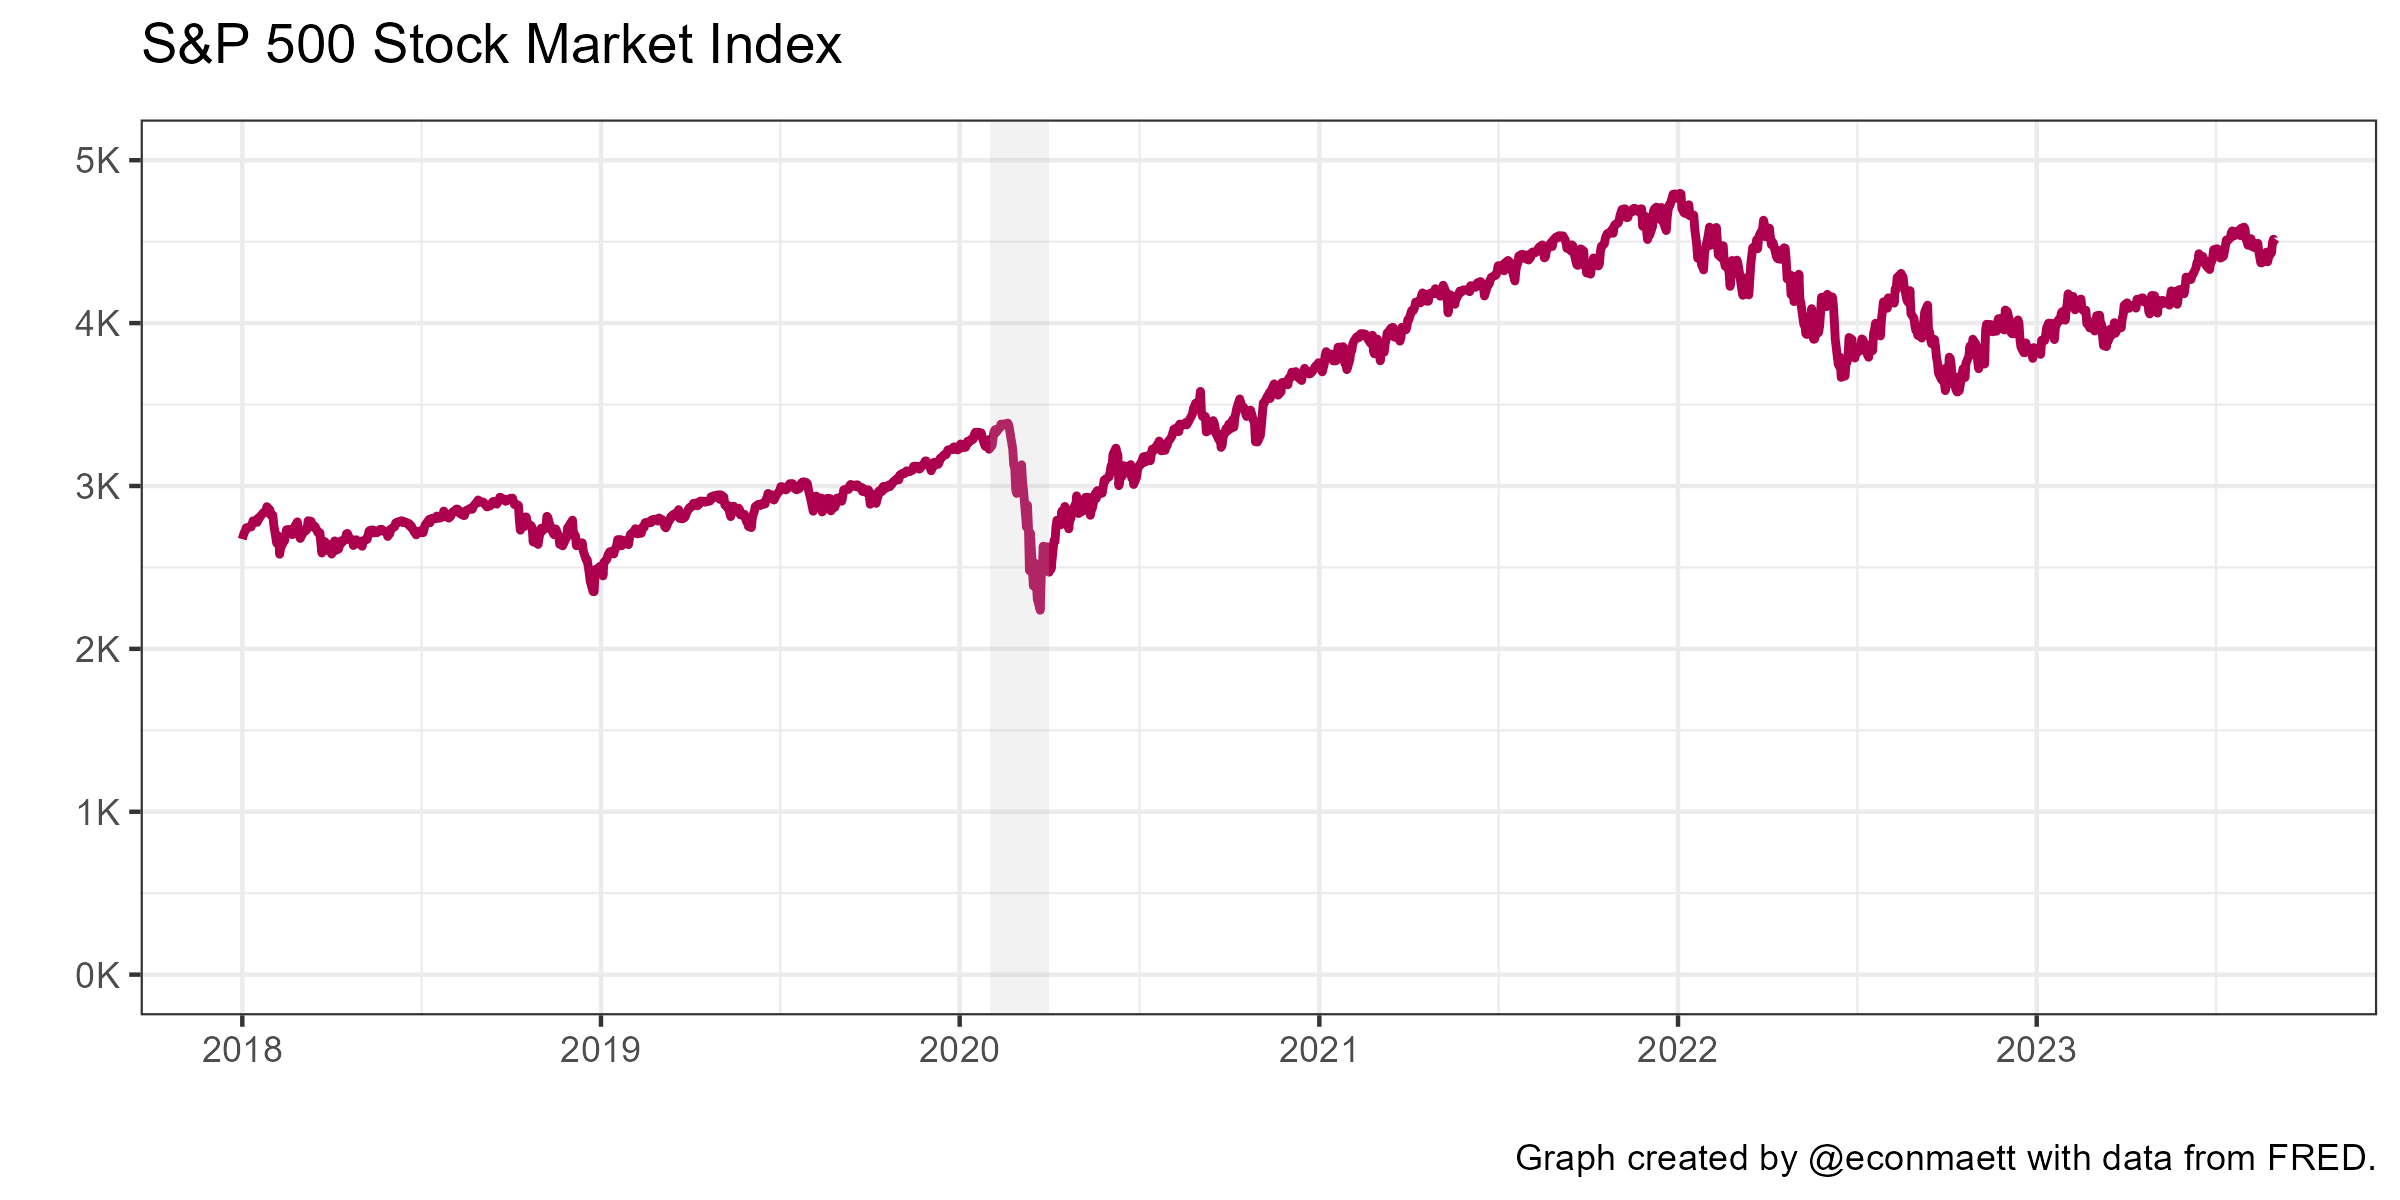 S&P 500 Stock Market Index
5K
4K
3K
2K
1K
0K
2018 2019 2020 2021 2022 2023
Graph created by @econmaett with data from FRED.